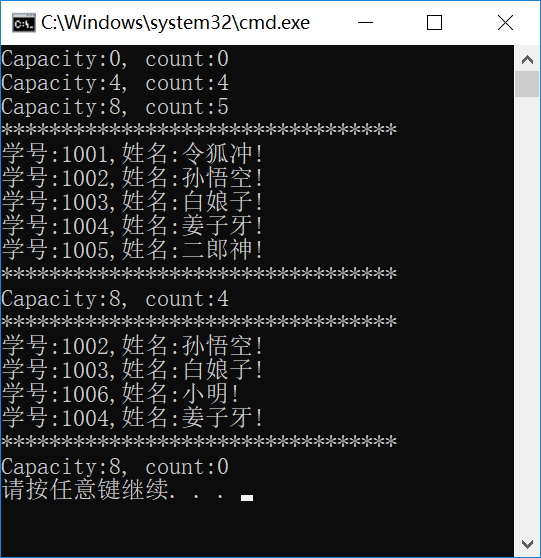 C:\Windows\system32\cmd.exe
Capacity:0, count:0
Capacity:4, count:4
Capacity:8, count:5
*********************************
学号:1001,姓名:令狐冲!
学号:1002,姓名:孙悟空!
学号:1003,姓名:白娘子!
学号:1004,姓名:姜子牙!
学号:1005,姓名:二郎神!
*********************************
Capacity:8, count:4
*********************************
学号:1002,姓名:孙悟空!
学号:1003,姓名:白娘子!
学号:1006,姓名:小明!
学号:1004,姓名:姜子牙!
*********************************
Capacity:8, count:0
请按任意键继续. . .